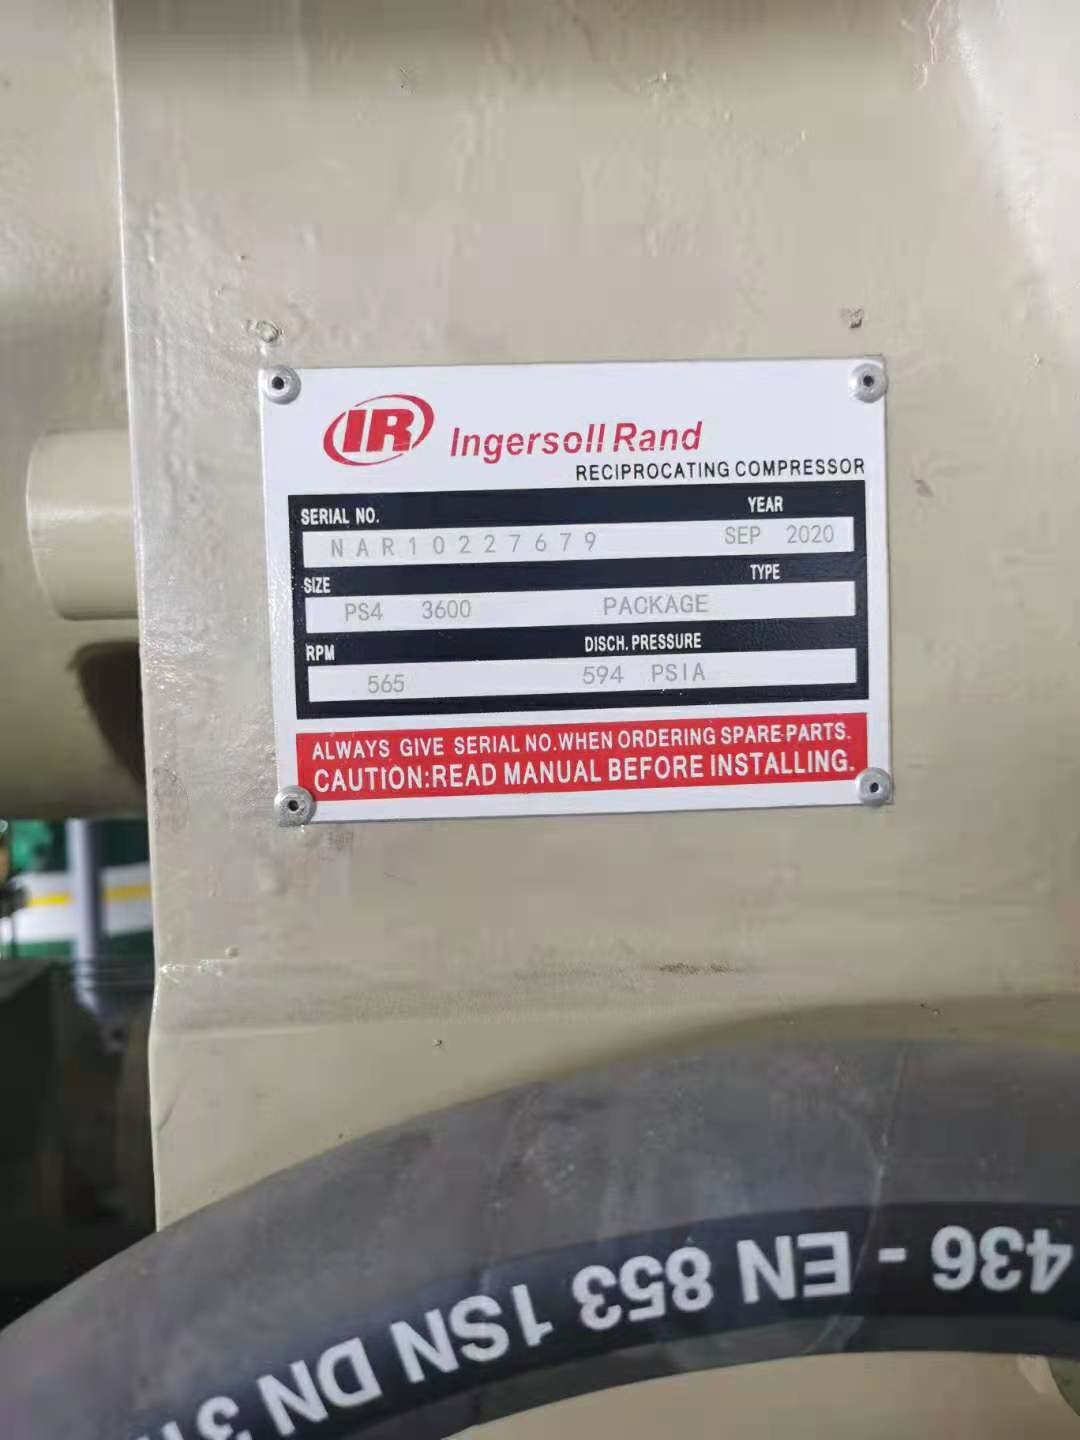 IR Ingersoll Rand
RECIPROCATING COMPRESSOR
SERIAL NO. YEAR
NAR10227679 SEP 2020
SIZE TYPE
PS4 3600 PACKAGE
RPM DISCH. PRESSURE
565 594 PSIA
ALWAYS GIVE SERIAL NO. WHEN ORDERING SPARE PARTS.
CAUTION: READ MANUAL BEFORE INSTALLING.
436 - EN 853 1SN DN